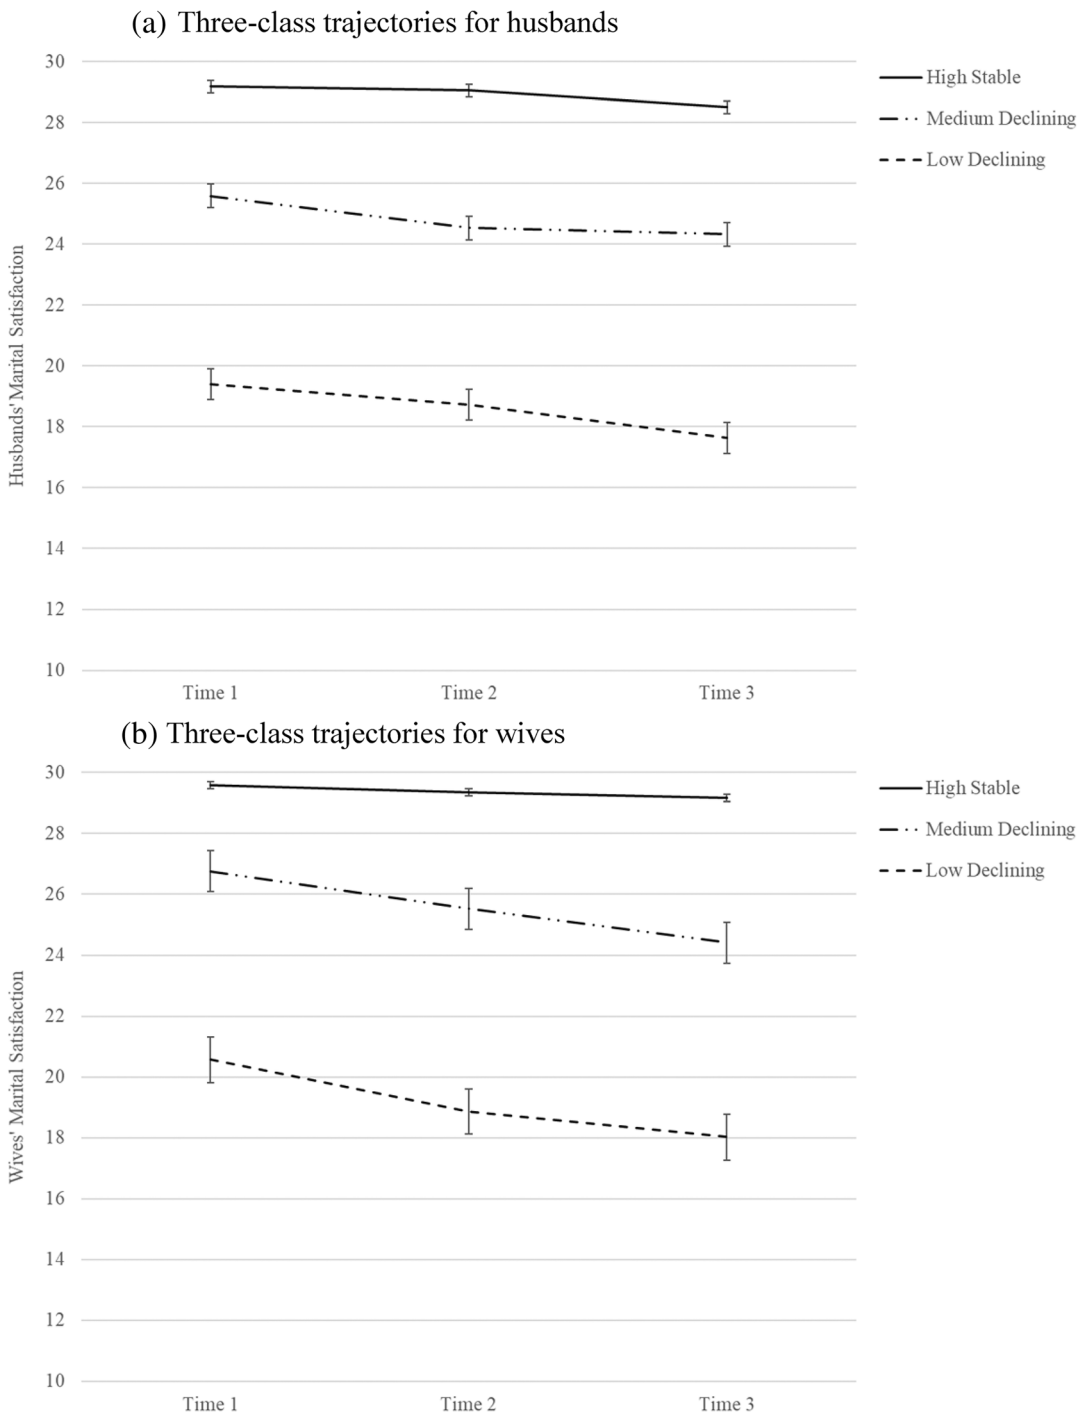 (a) Three-class trajectories for husbands
30
28
26
24
22
20
18
16
14
12
10
Husbands' Marital Satisfaction
Time 1
Time 2
Time 3
High Stable
Medium Declining
Low Declining
(b) Three-class trajectories for wives
30
28
26
24
22
20
18
16
14
12
10
Wives' Marital Satisfaction
Time 1
Time 2
Time 3
High Stable
Medium Declining
Low Declining